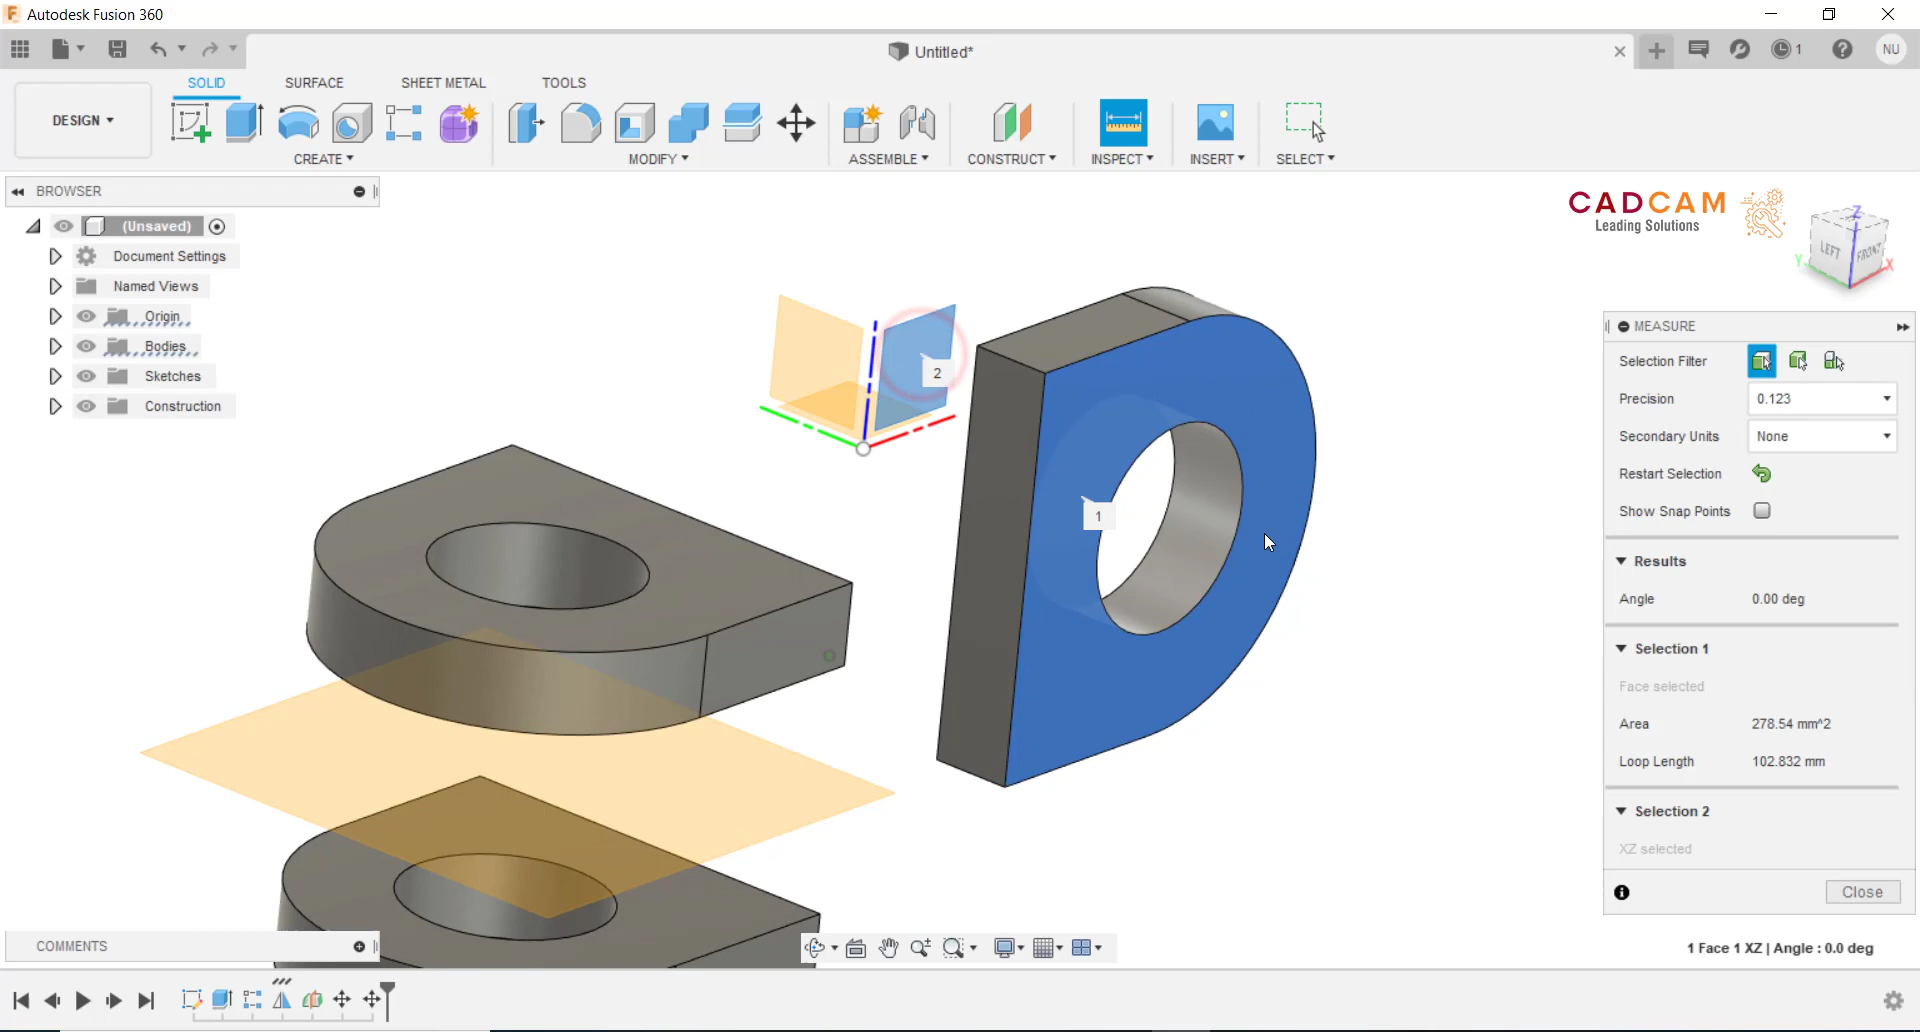 Autodesk Fusion 360
Untitled*
1
NU
DESIGN
SOLID
SURFACE
SHEET METAL
TOOLS
CREATE
MODIFY
ASSEMBLE
CONSTRUCT
INSPECT
INSERT
SELECT
BROWSER
(Unsaved)
Document Settings
Named Views
Origin
Bodies
Sketches
Construction
CADCAM
Leading Solutions
Z
LEFT
FRONT
Y
X
2
1
MEASURE
Selection Filter
Precision 0.123
Secondary Units None
Restart Selection
Show Snap Points
Results
Angle 0.00 deg
Selection 1
Face selected
Area 278.54 mm^2
Loop Length 102.832 mm
Selection 2
XZ selected
Close
COMMENTS
1 Face 1 XZ | Angle : 0.0 deg